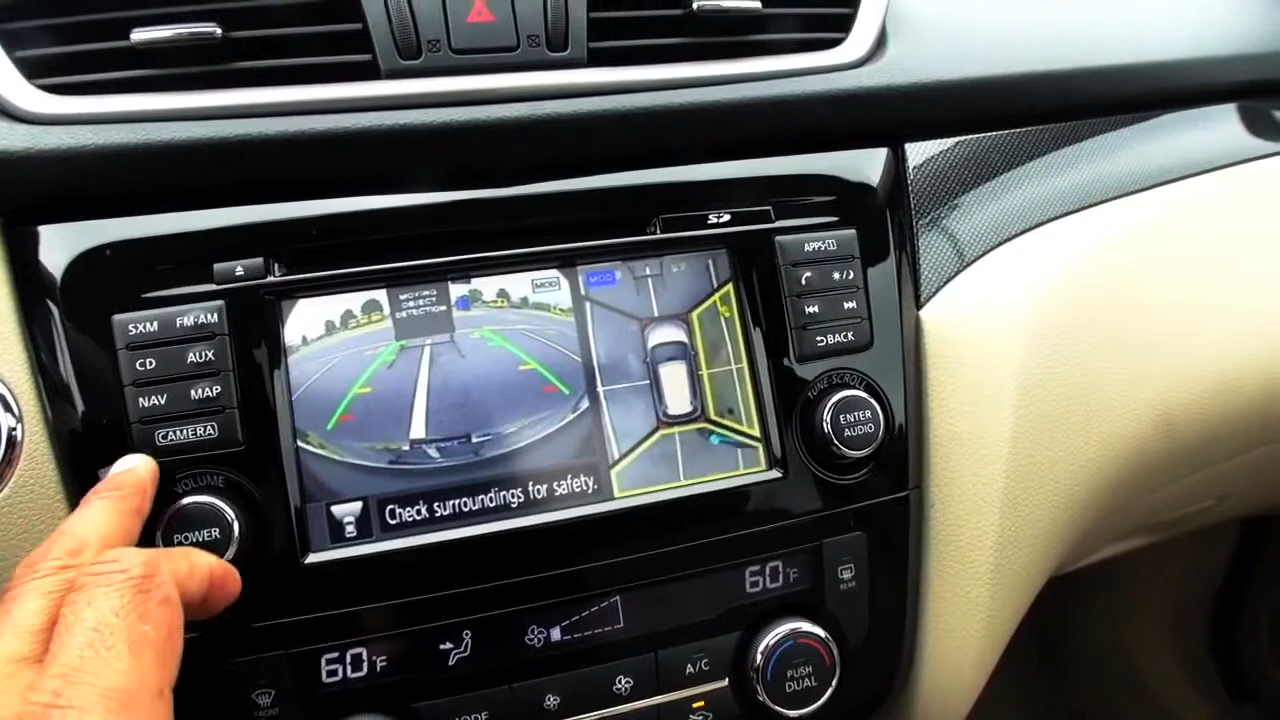 SD
APPS·i
SXM FM·AM
MOVING
OBJECT
DETECTION
MOD
MOD
CD AUX
BACK
NAV MAP
CAMERA
TUNE·SCROLL
ENTER
AUDIO
VOLUME
POWER
Check surroundings for safety.
60°F
REAR
60°F
A/C
PUSH
DUAL
FRONT
MODE